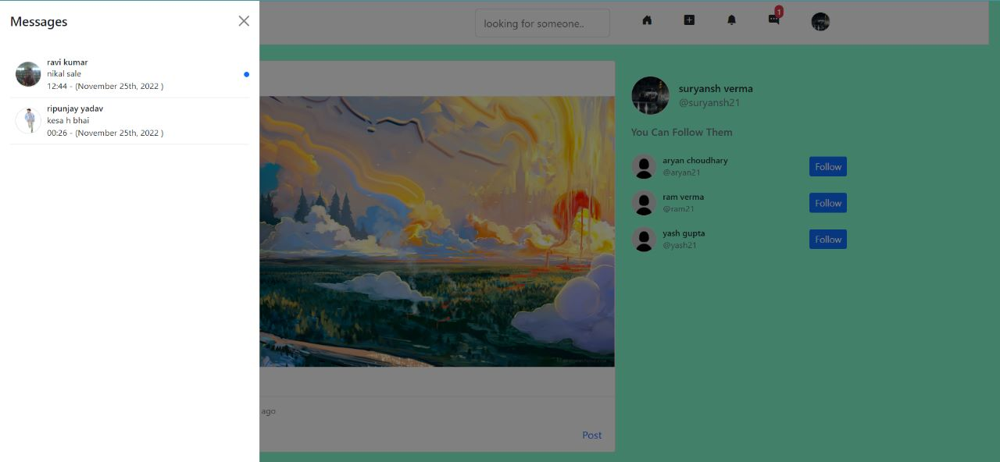 Messages
looking for someone..
1
ravi kumar
nikal sale
12:44 - (November 25th, 2022 )
ripunjay yadav
kesa h bhai
00:26 - (November 25th, 2022 )
ago
Post
suryansh verma
@suryansh21
You Can Follow Them
aryan choudhary
@aryan21
Follow
ram verma
@ram21
Follow
yash gupta
@yash21
Follow